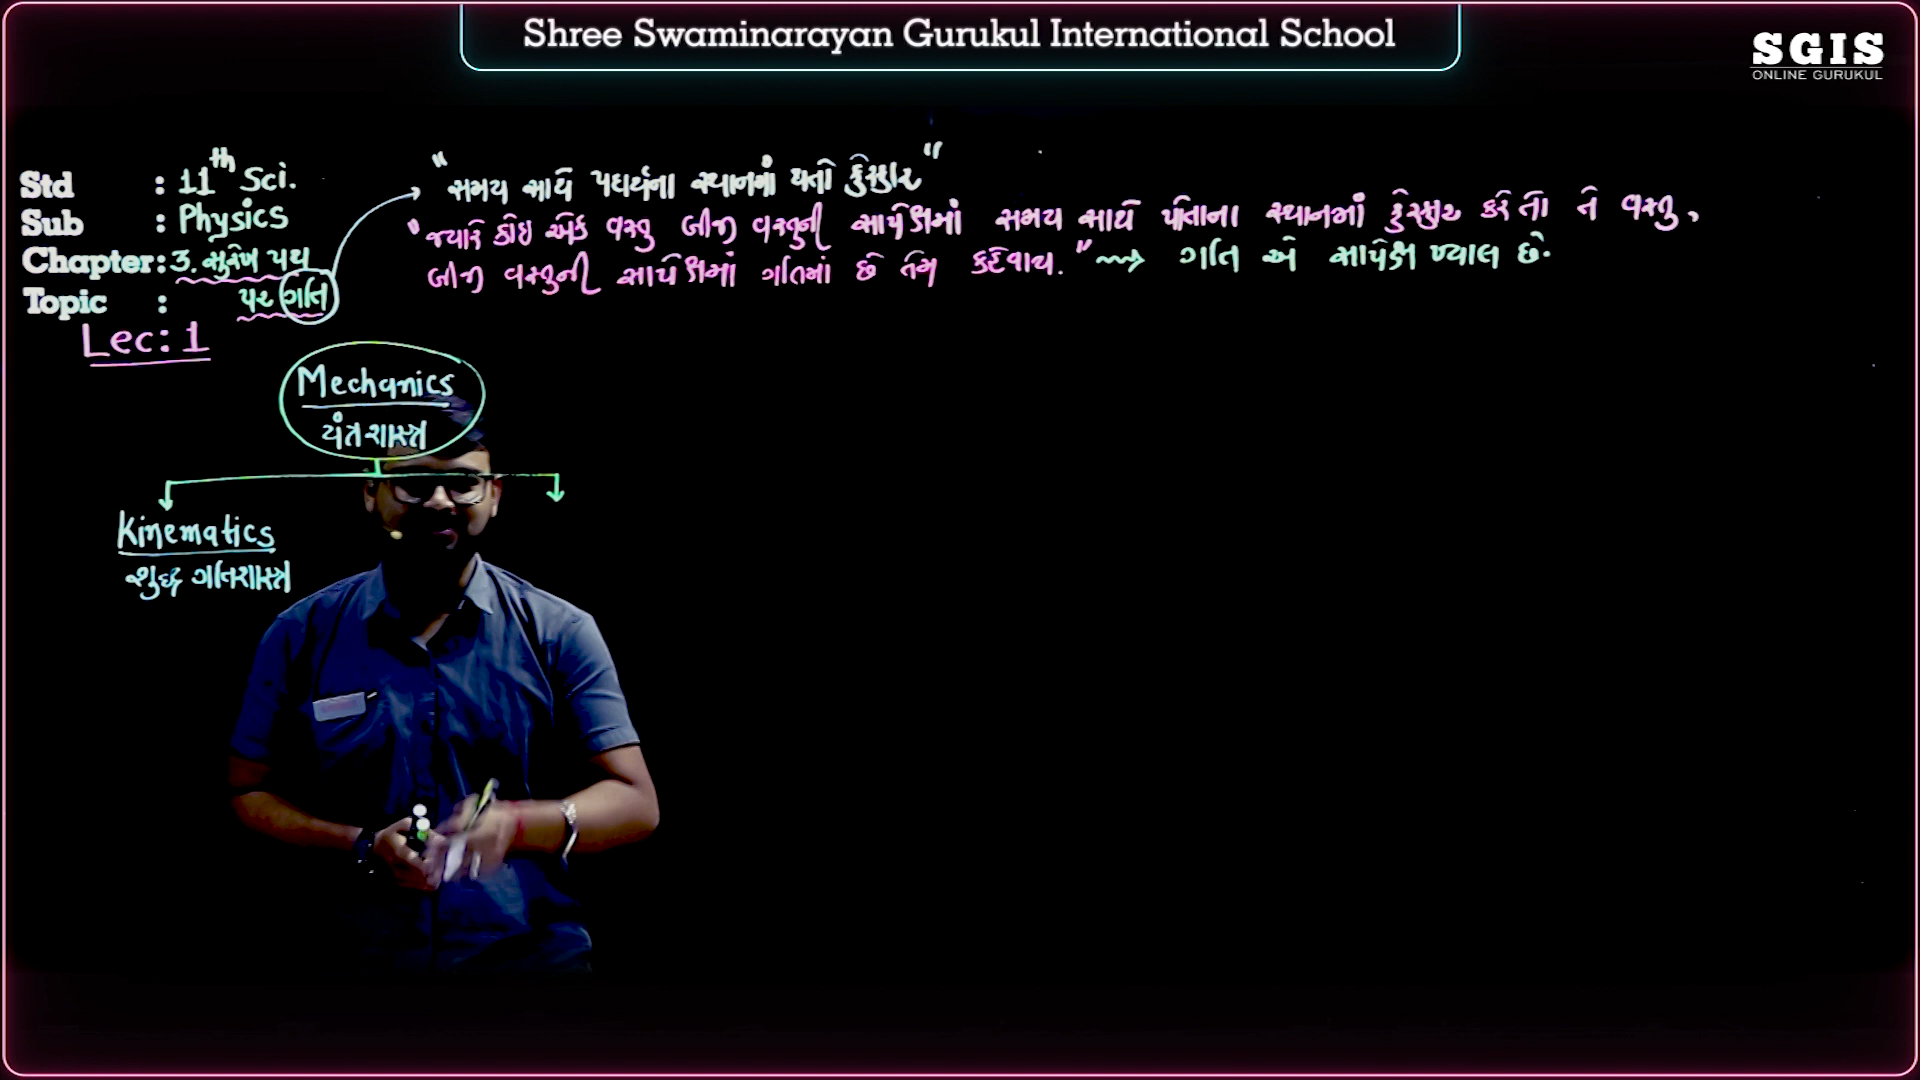 Shree Swaminarayan Gurukul International School
SGIS
ONLINE GURUKUL
Std : 11th Sci.
Sub : Physics
Chapter : 3. સુરેખ પથ
Topic : પર ગતિ
Lec: 1
"સમય સાથે પદાર્થના સ્થાનમાં થતો ફેરફાર"
"જ્યારે કોઇ એક વસ્તુ બીજી વસ્તુની સાપેક્ષમાં સમય સાથે પોતાના સ્થાનમાં ફેરફાર કરે તો તે વસ્તુ,
બીજી વસ્તુની સાપેક્ષમાં ગતિમાં છે તેમ કહેવાય." ગતિ એ સાપેક્ષ ખ્યાલ છે.
Mechanics
યંત્રશાસ્ત્ર
Kinematics
શુદ્ધ ગતિશાસ્ત્ર